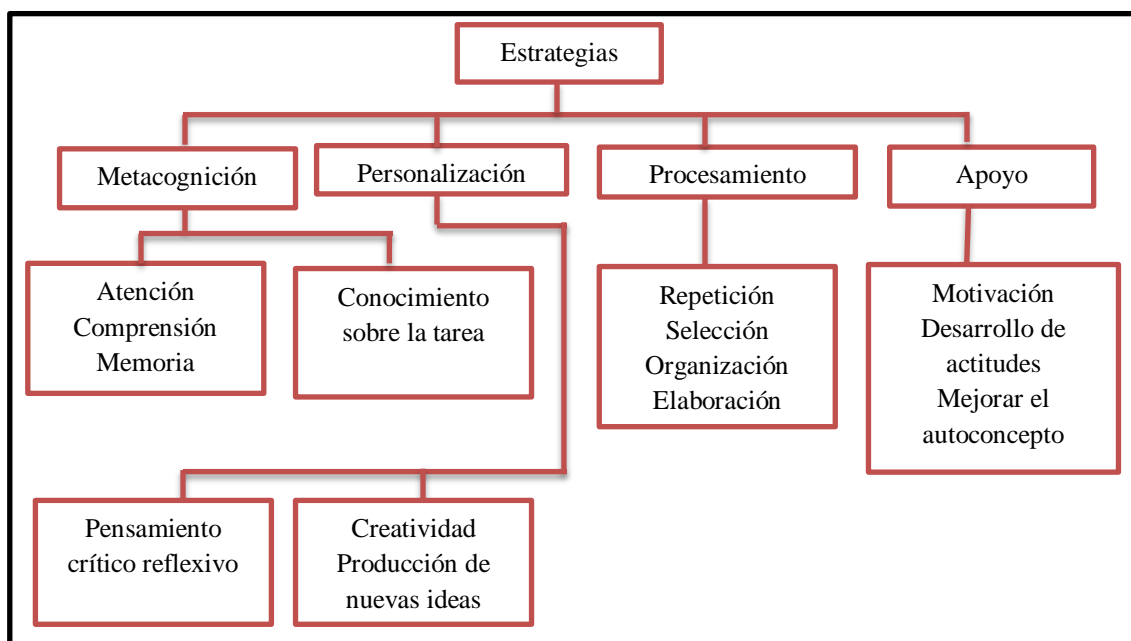 Estrategias
Metacognición
Personalización
Procesamiento
Apoyo
Atención
Comprensión
Memoria
Conocimiento
sobre la tarea
Repetición
Selección
Organización
Elaboración
Motivación
Desarrollo de
actitudes
Mejorar el
autoconcepto
Pensamiento
crítico reflexivo
Creatividad
Producción de
nuevas ideas